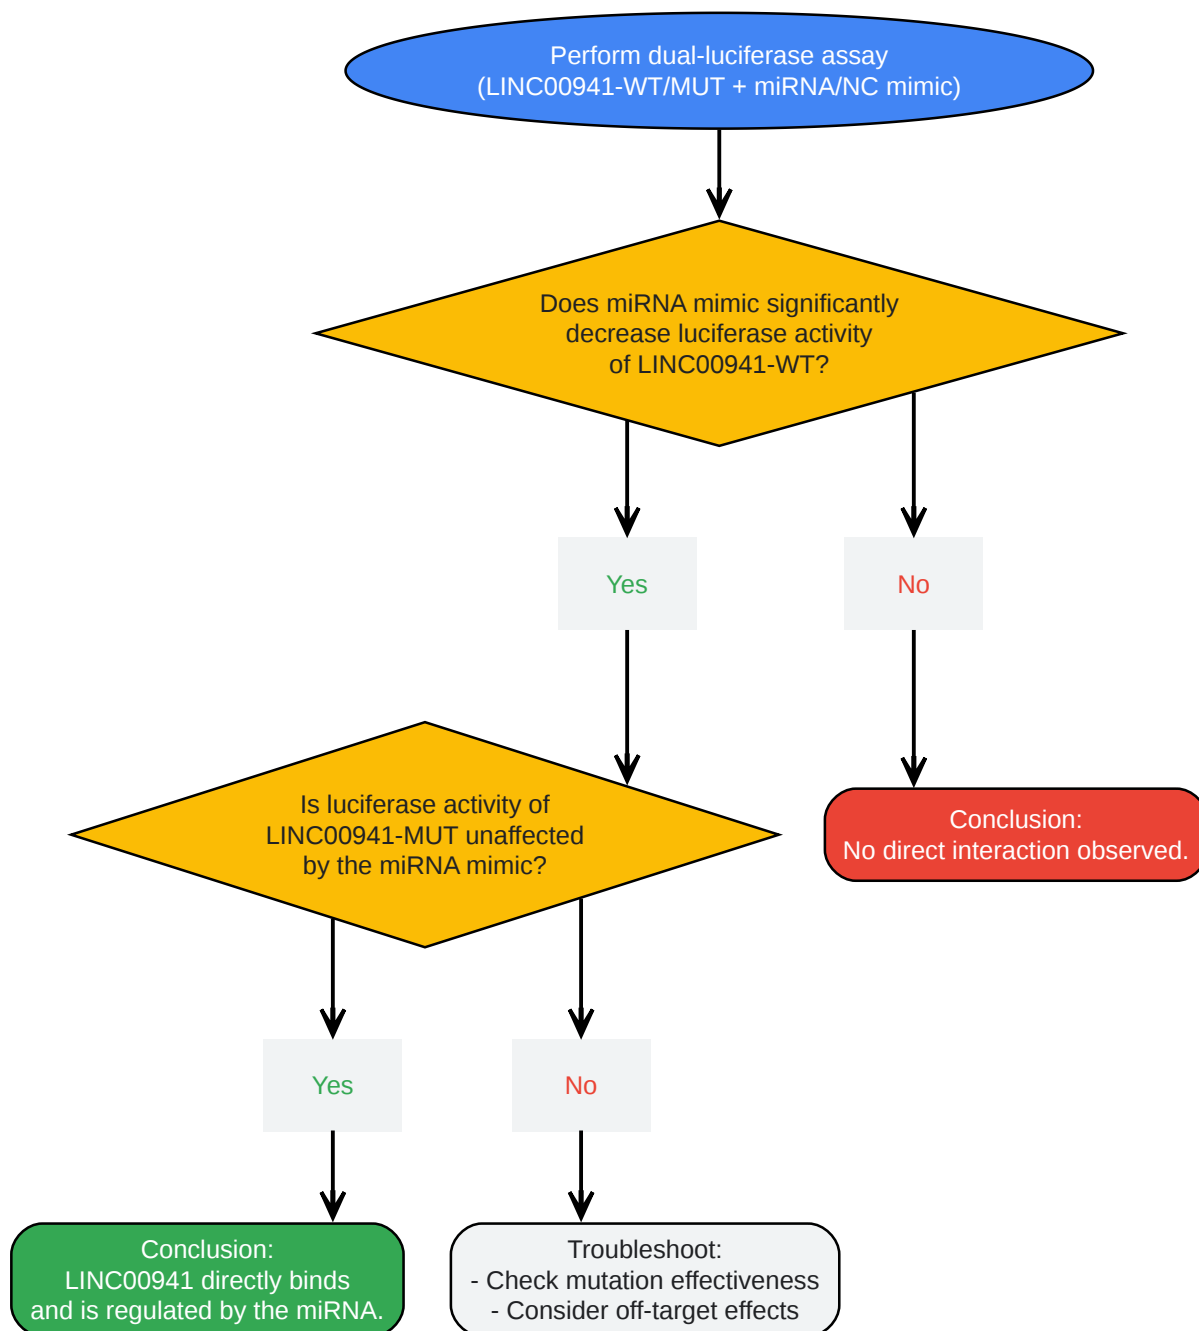 Perform dual-luciferase assay
(LINC00941-WT/MUT + miRNA/NC mimic)
Does miRNA mimic significantly
decrease luciferase activity
of LINC00941-WT?
Yes
No
Is luciferase activity of
LINC00941-MUT unaffected
by the miRNA mimic?
Conclusion:
No direct interaction observed.
Yes
No
Conclusion:
LINC00941 directly binds
and is regulated by the miRNA.
Troubleshoot:
- Check mutation effectiveness
- Consider off-target effects